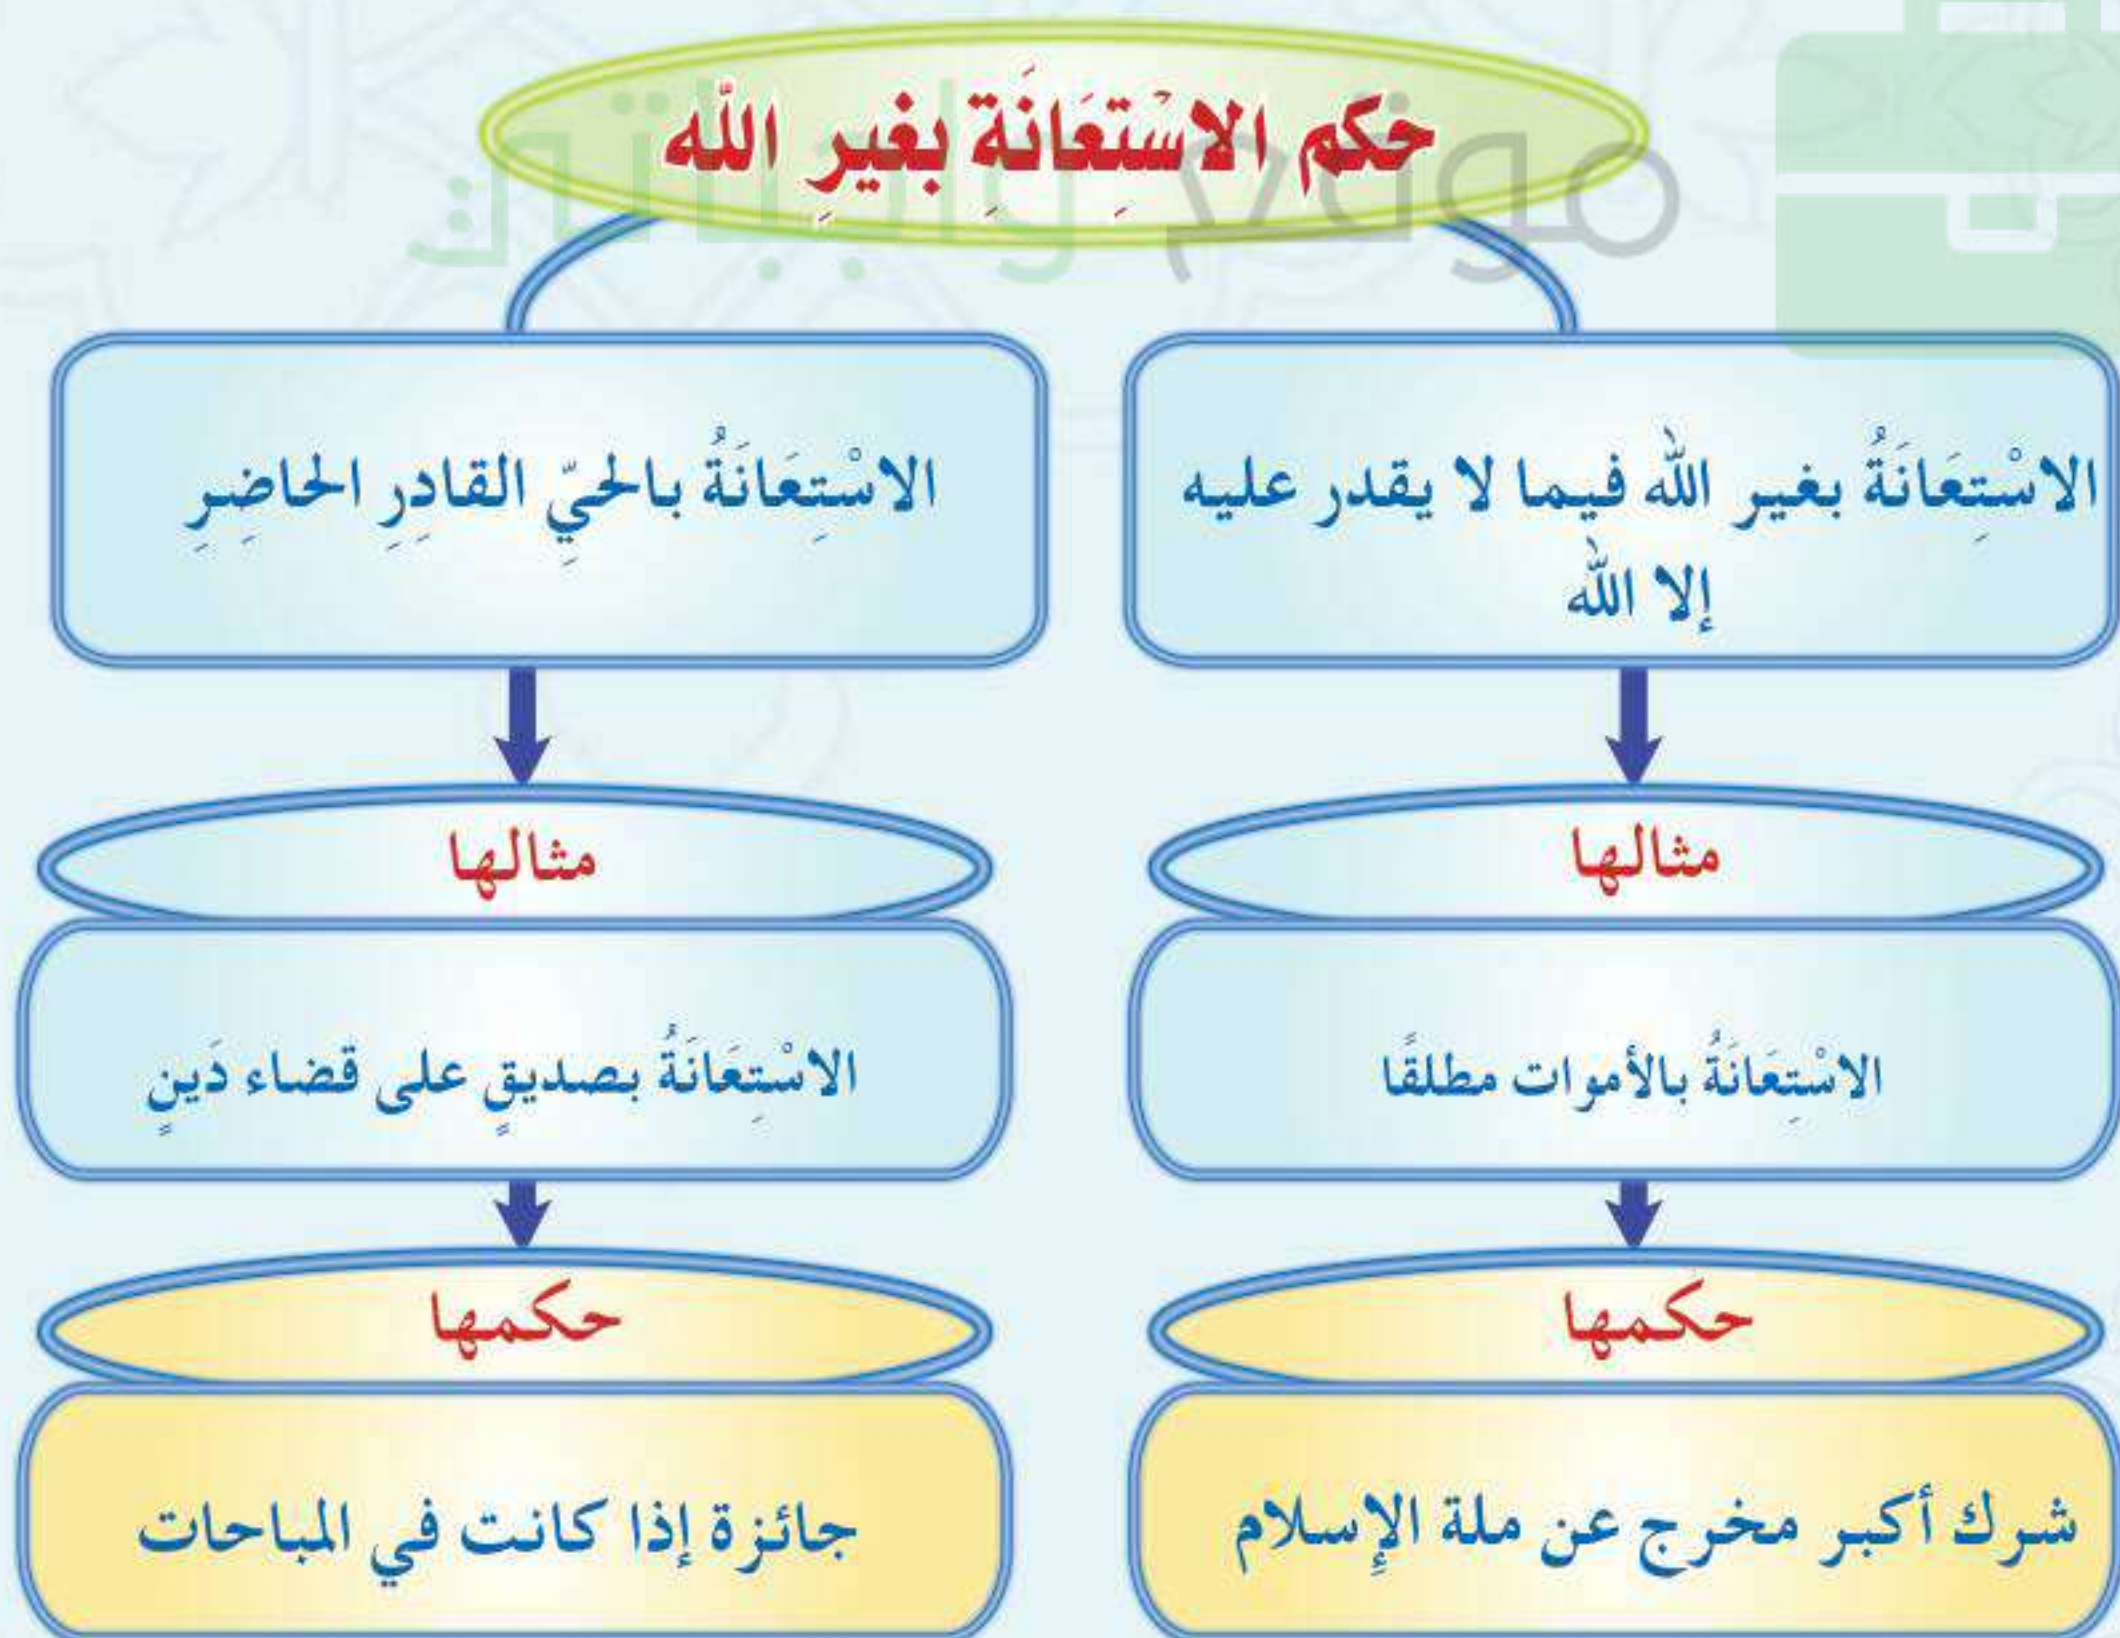 حكم الاسْتِعَانَةِ بغيرِ الله
موقع واجباتك
الاسْتِعَانَةُ بغير الله فيما لا يقدر عليه
إلا الله
مثالها
الاسْتِعَانَةُ بالأموات مطلقًا
حكمها
شرك أكبر مخرج عن ملة الإسلام
الاسْتِعَانَةُ بالحيِّ القادِرِ الحاضِرِ
مثالها
الاسْتِعَانَةُ بصديقٍ على قضاء دَينٍ
حكمها
جائزة إذا كانت في المباحات